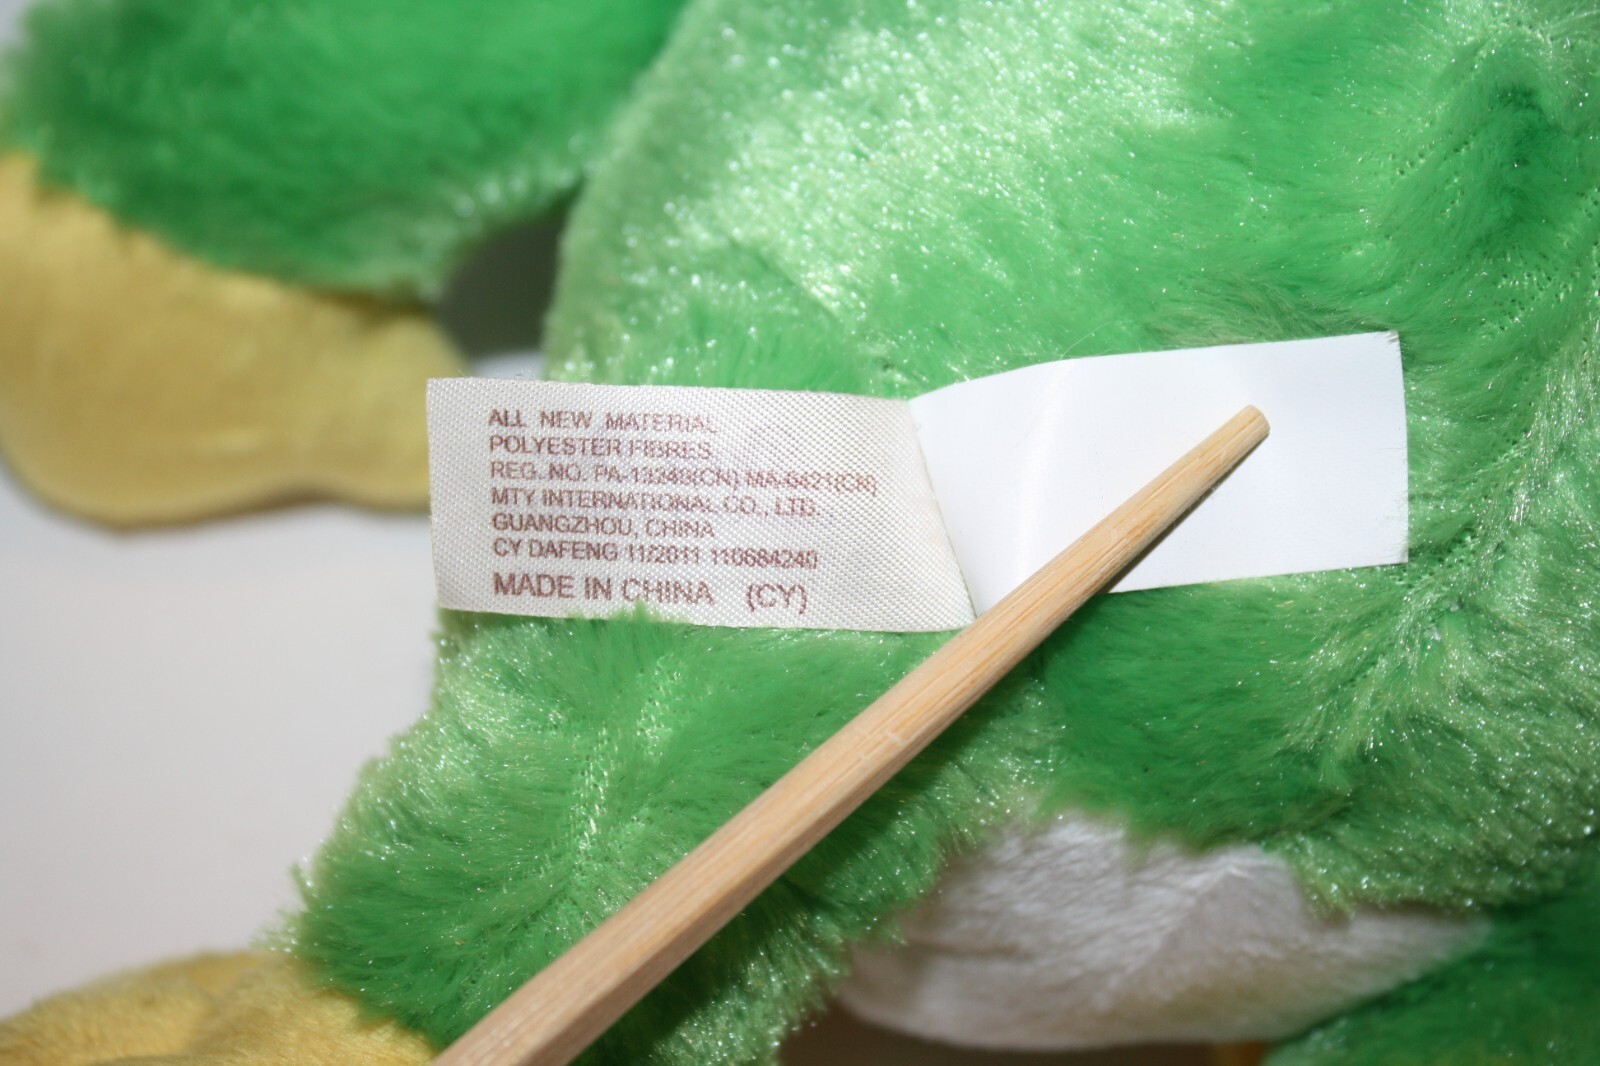 ALL NEW MATERIAL
POLYESTER FIBRES
REG. NO. PA-13249(CN) MA-6421(CN)
MTY INTERNATIONAL CO., LTD.
GUANGZHOU, CHINA
CY DAFENG 11/2011 110684240
MADE IN CHINA (CY)